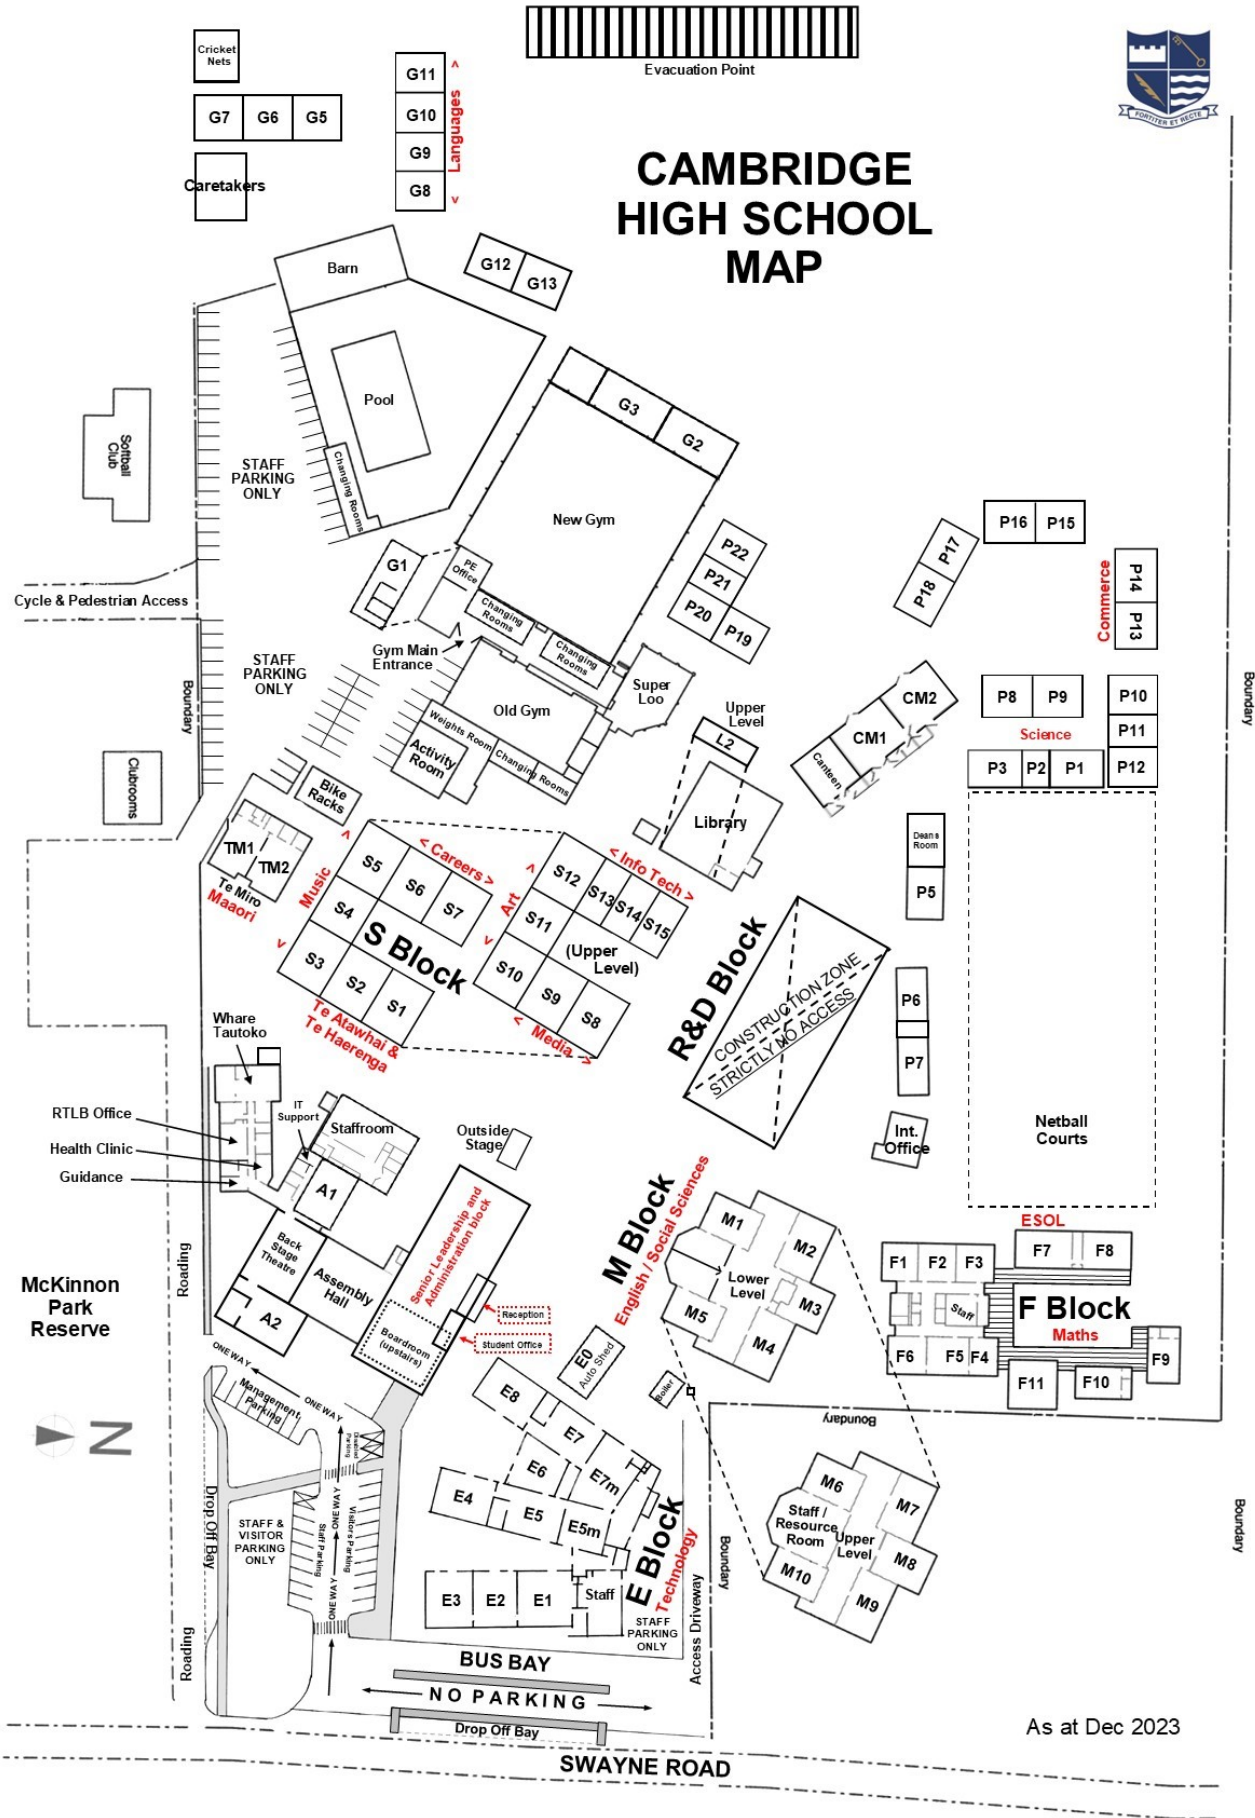 Evacuation Point
Cricket
Nets
G7
G6
G5
Caretakers
G11
G10
G9
G8
< Languages >
FORTITER ET RECTE
CAMBRIDGE
HIGH SCHOOL
MAP
G12
G13
Barn
Pool
Changing Rooms
STAFF
PARKING
ONLY
Softball
Club
G3
G2
New Gym
G1
PE
Office
Changing
Rooms
Changing
Rooms
Gym Main
Entrance
Cycle & Pedestrian Access
STAFF
PARKING
ONLY
Boundary
Clubrooms
Old Gym
Weights Room
Changing Rooms
Activity
Room
Super
Loo
Bike
Racks
P22
P21
P20
P19
P17
P18
P16
P15
P14
P13
Commerce
P8
P9
P10
P11
P12
Science
P3
P2
P1
Boundary
CM2
CM1
Canteen
Upper
Level
L2
Library
Deans
Room
P5
P6
P7
Int.
Office
Netball
Courts
TM1
TM2
Te Miro
Maaori
< Music >
S5
S6
S7
< Careers >
S4
S3
S2
S1
S Block
Te Atawhai &
Te Haerenga
< Art >
S12
S13
S14
S15
< Info Tech >
S11
(Upper
Level)
S10
S9
S8
< Media >
R&D Block
CONSTRUCTION ZONE
STRICTLY NO ACCESS
Whare
Tautoko
RTLB Office
Health Clinic
Guidance
IT
Support
Staffroom
A1
Outside
Stage
Back
Stage
Theatre
Assembly
Hall
A2
Senior Leadership and
Administration block
Boardroom
(upstairs)
Reception
Student Office
McKinnon
Park
Reserve
Roading
M Block
English / Social Sciences
M1
M2
M3
M4
M5
Lower
Level
ESOL
F7
F8
F1
F2
F3
Staff
F Block
Maths
F6
F5
F4
F9
F11
F10
Boundary
E0
Auto Shed
Boiler
E8
E7
E7m
E6
E4
E5
E5m
E Block
Technology
E3
E2
E1
Staff
STAFF
PARKING
ONLY
M6
M7
Staff /
Resource
Room
Upper
Level
M8
M10
M9
Boundary
Boundary
Access Driveway
N
ONE WAY
Management
Parking
ONE WAY
Disabled
Parking
Drop Off Bay
STAFF &
VISITOR
PARKING
ONLY
Staff Parking
ONE WAY
ONE WAY
Visitors Parking
Roading
BUS BAY
NO PARKING
Drop Off Bay
SWAYNE ROAD
As at Dec 2023